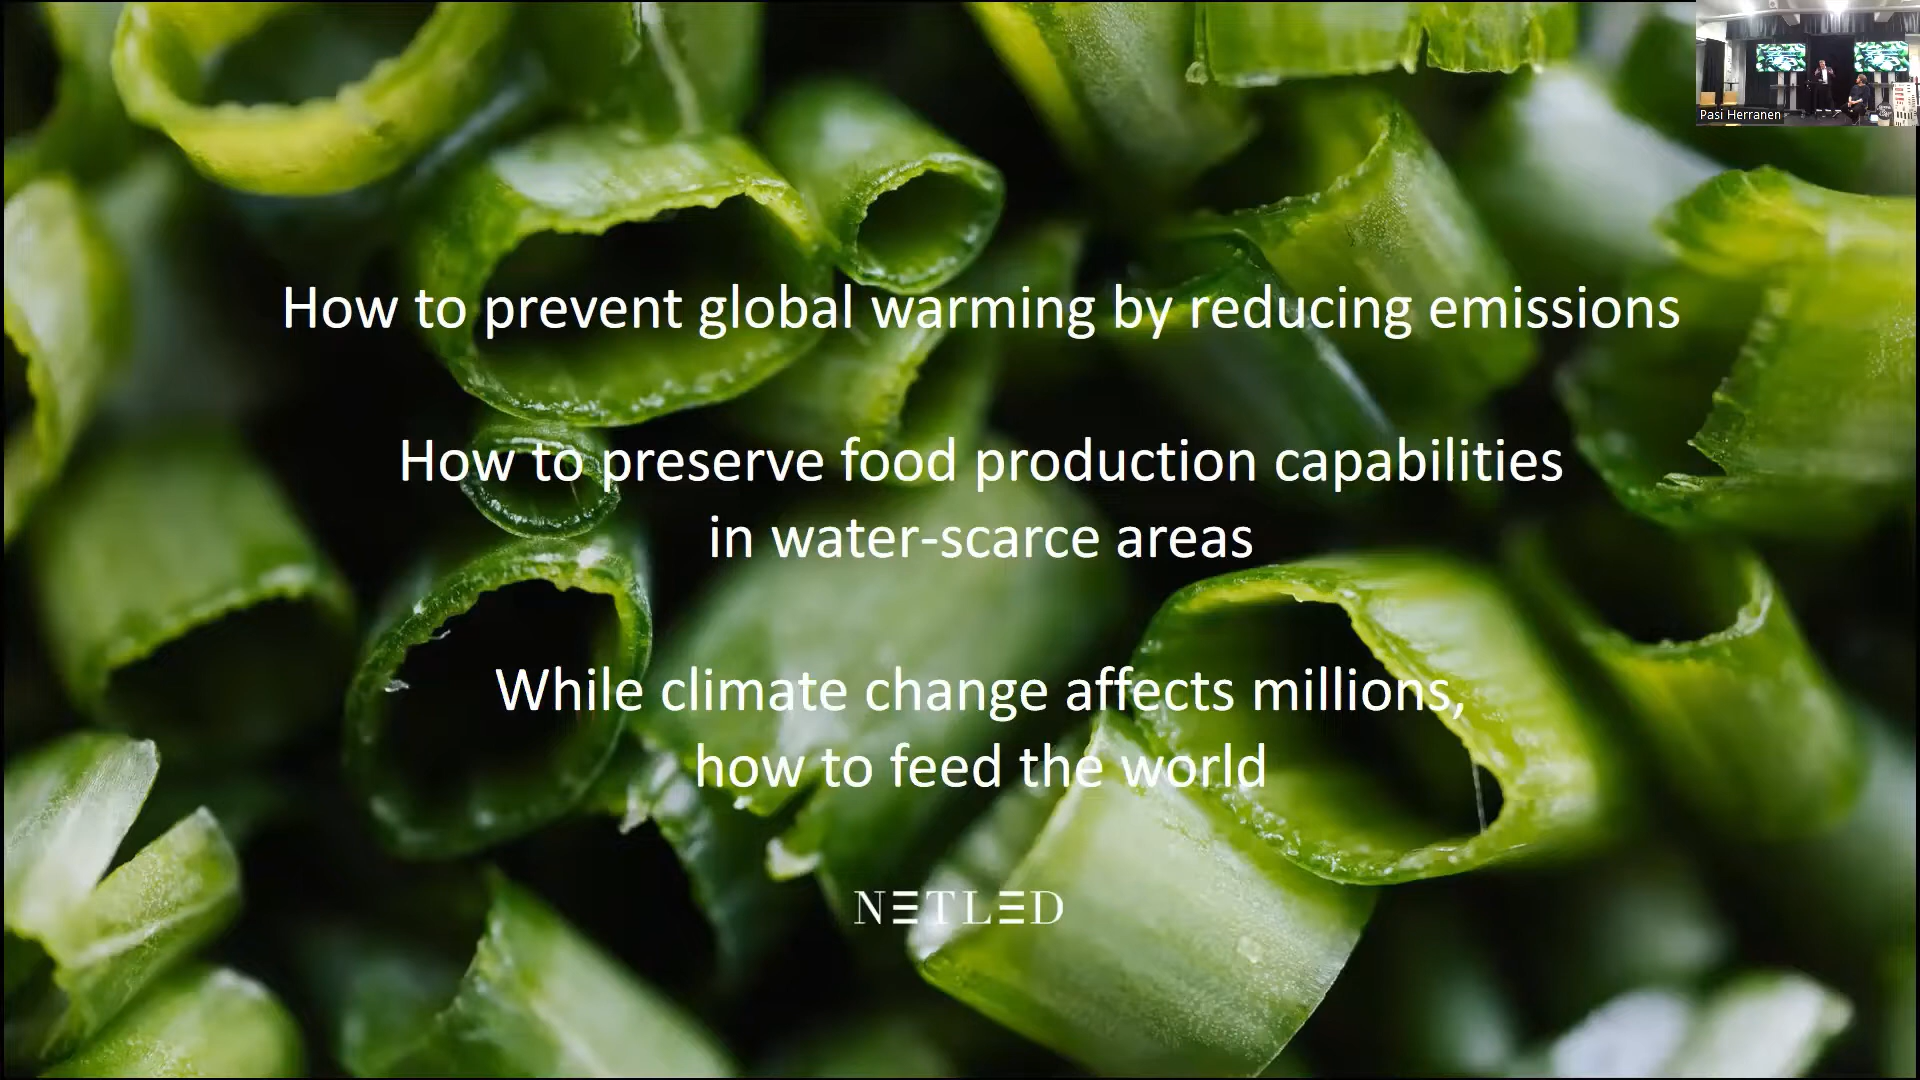 Pasi Herranen
How to prevent global warming by reducing emissions
How to preserve food production capabilities
in water-scarce areas
While climate change affects millions,
how to feed the world
NETLED